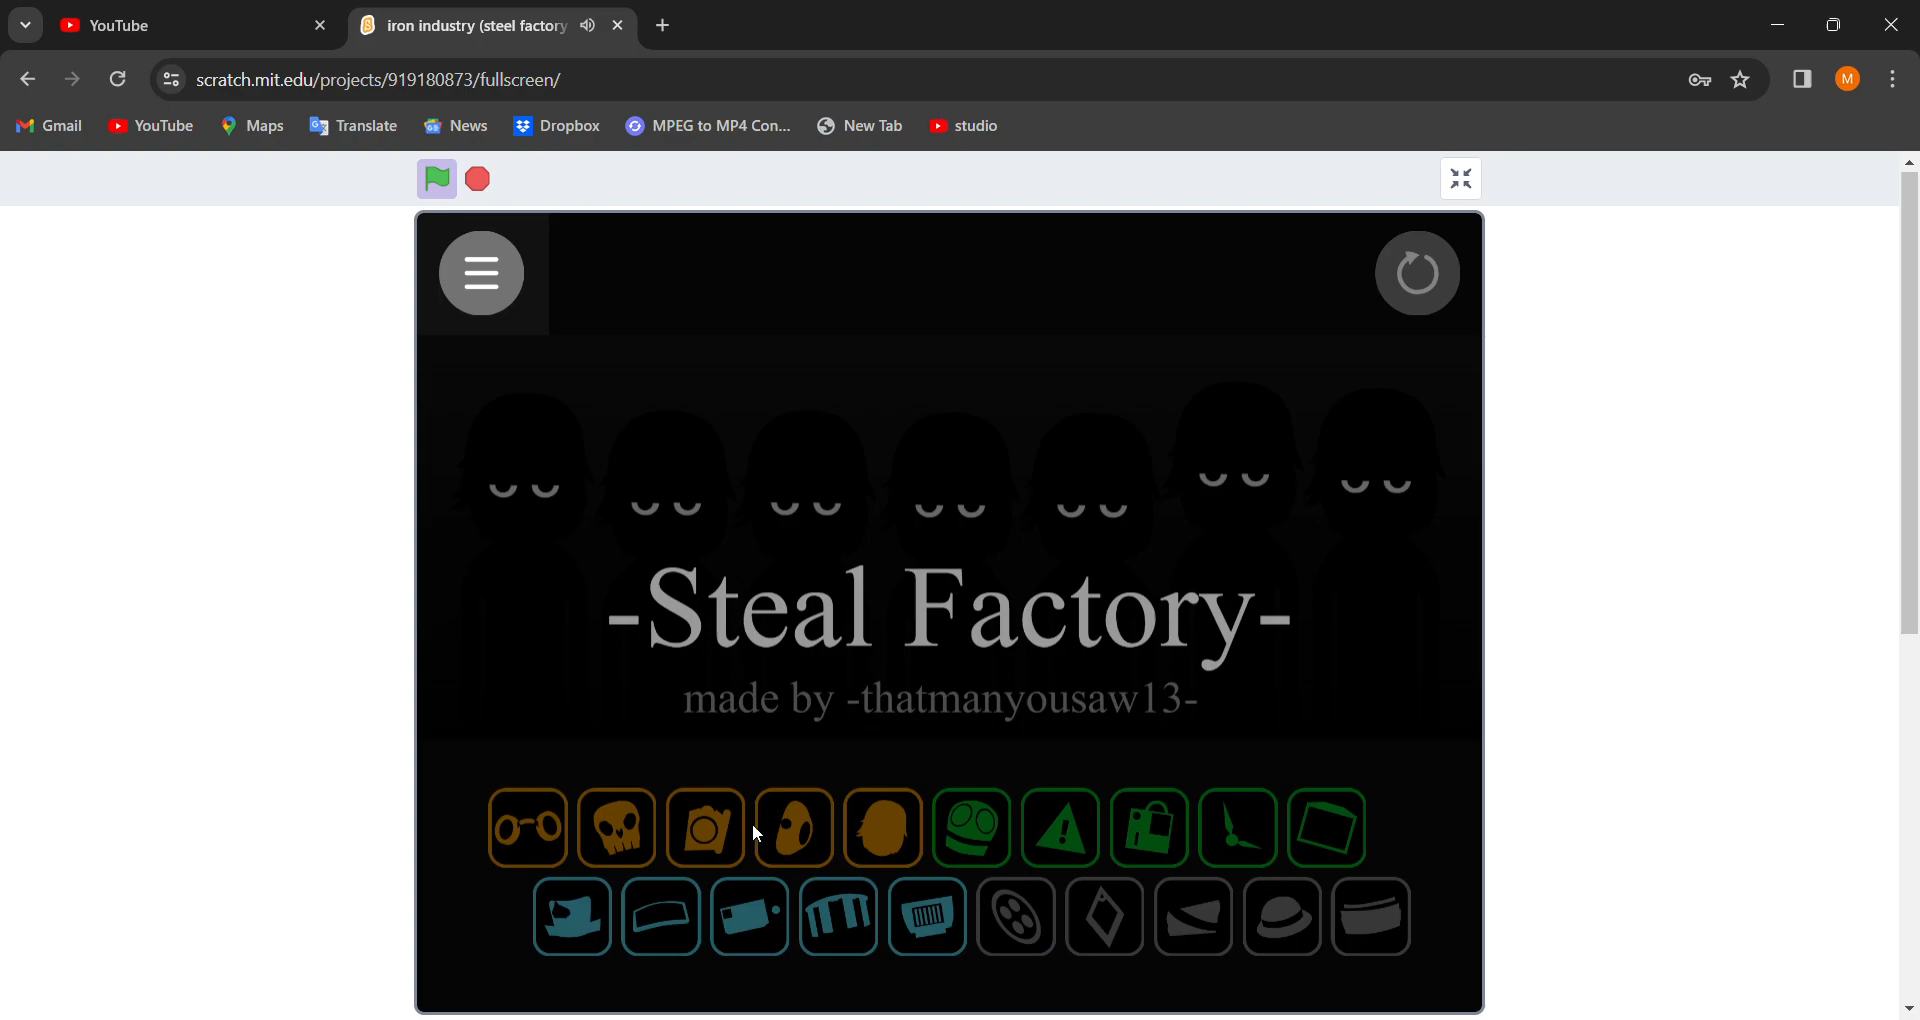 YouTube
iron industry (steel factory
scratch.mit.edu/projects/919180873/fullscreen/
M
Gmail
YouTube
Maps
Translate
News
Dropbox
MPEG to MP4 Con...
New Tab
studio
-Steal Factory-
made by -thatmanyousaw13-